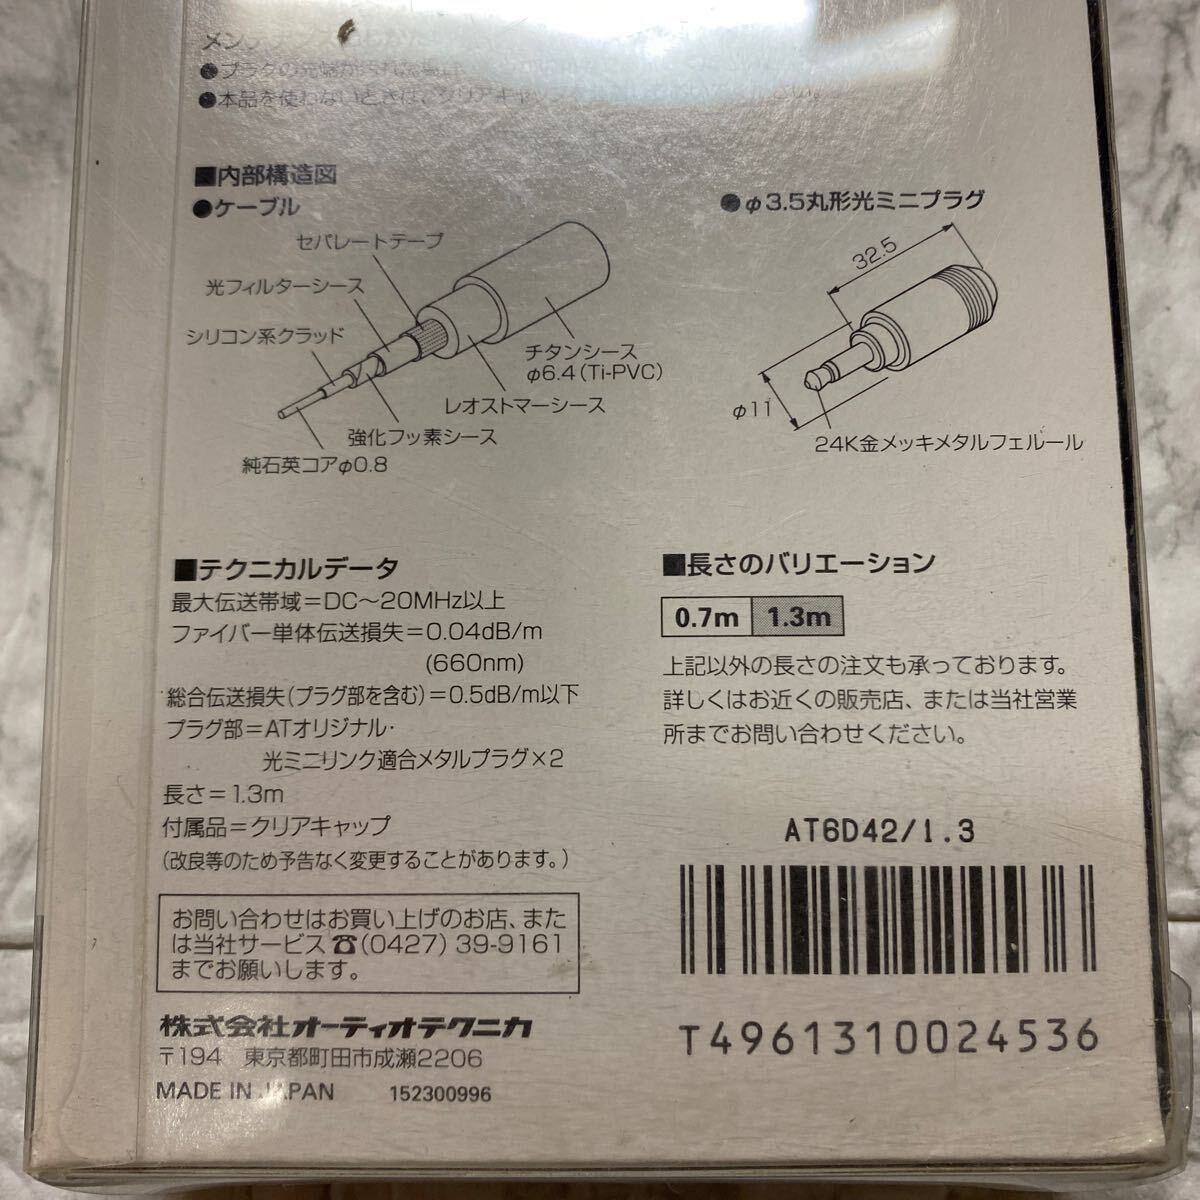 ■内部構造図
●ケーブル
セパレートテープ
光フィルターシース
シリコン系クラッド
チタンシース
φ6.4(Ti-PVC)
レオストマーシース
強化フッ素シース
純石英コアφ0.8
●φ3.5丸形光ミニプラグ
32.5
φ11
24K金メッキメタルフェルール
■テクニカルデータ
最大伝送帯域=DC～20MHz以上
ファイバー単体伝送損失=0.04dB/m
(660nm)
総合伝送損失(プラグ部を含む)=0.5dB/m以下
プラグ部=ATオリジナル・
光ミニリンク適合メタルプラグ×2
長さ=1.3m
付属品=クリアキャップ
(改良等のため予告なく変更することがあります。)
お問い合わせはお買い上げのお店、また
は当社サービス☎(0427)39-9161
までお願いします。
株式会社オーディオテクニカ
〒194 東京都町田市成瀬2206
MADE IN JAPAN 152300996
■長さのバリエーション
0.7m 1.3m
上記以外の長さの注文も承っております。
詳しくはお近くの販売店、または当社営業
所までお問い合わせください。
AT6D42/1.3
T4961310024536